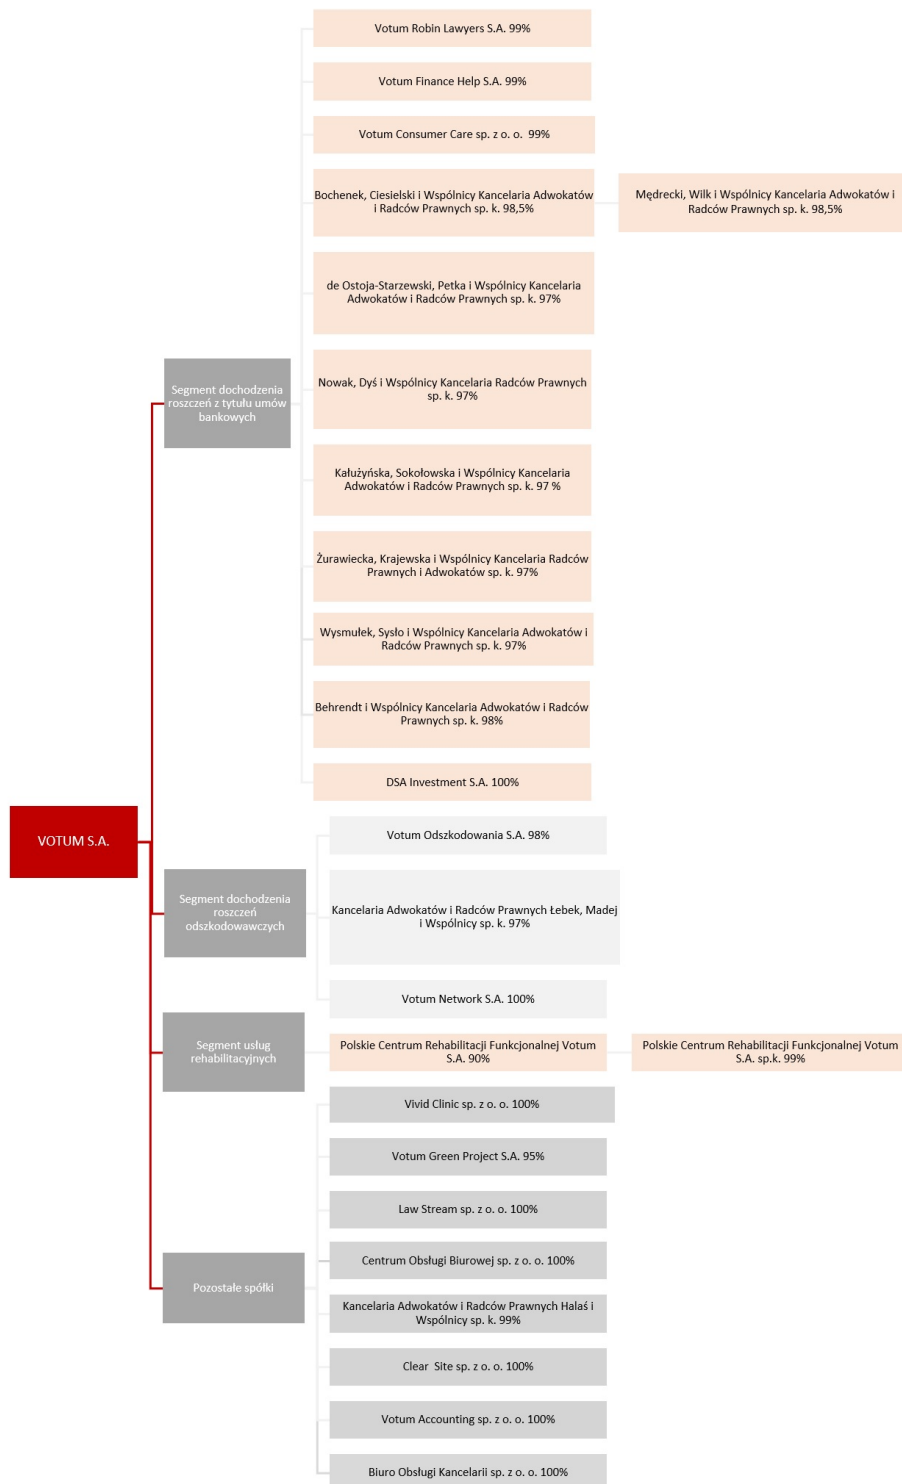 Votum Robin Lawyers S.A. 99%
Votum Finance Help S.A. 99%
Votum Consumer Care sp. z o. o.  99%
Bochenek, Ciesielski i Wspólnicy Kancelaria Adwokatów
i Radców Prawnych sp. k. 98,5%
Mędrecki, Wilk i Wspólnicy Kancelaria Adwokatów i
Radców Prawnych sp. k. 98,5%
de Ostoja-Starzewski, Petka i Wspólnicy Kancelaria
Adwokatów i Radców Prawnych sp. k. 97%
Segment dochodzenia
roszczeń z tytułu umów
bankowych
Nowak, Dyś i Wspólnicy Kancelaria Radców Prawnych
sp. k. 97%
Kałużyńska, Sokołowska i Wspólnicy Kancelaria
Adwokatów i Radców Prawnych sp. k. 97 %
Żurawiecka, Krajewska i Wspólnicy Kancelaria Radców
Prawnych i Adwokatów sp. k. 97%
Wysmułek, Sysło i Wspólnicy Kancelaria Adwokatów i
Radców Prawnych sp. k. 97%
Behrendt i Wspólnicy Kancelaria Adwokatów i Radców
Prawnych sp. k. 98%
DSA Investment S.A. 100%
VOTUM S.A.
Votum Odszkodowania S.A. 98%
Segment dochodzenia
roszczeń
odszkodowawczych
Kancelaria Adwokatów i Radców Prawnych Łebek, Madej
i Wspólnicy sp. k. 97%
Votum Network S.A. 100%
Segment usług
rehabilitacyjnych
Polskie Centrum Rehabilitacji Funkcjonalnej Votum
S.A. 90%
Polskie Centrum Rehabilitacji Funkcjonalnej Votum
S.A. sp.k. 99%
Vivid Clinic sp. z o. o. 100%
Votum Green Project S.A. 95%
Law Stream sp. z o. o. 100%
Centrum Obsługi Biurowej sp. z o. o. 100%
Pozostałe spółki
Kancelaria Adwokatów i Radców Prawnych Halaś i
Wspólnicy sp. k. 99%
Clear  Site sp. z o. o. 100%
Votum Accounting sp. z o. o. 100%
Biuro Obsługi Kancelarii sp. z o. o. 100%